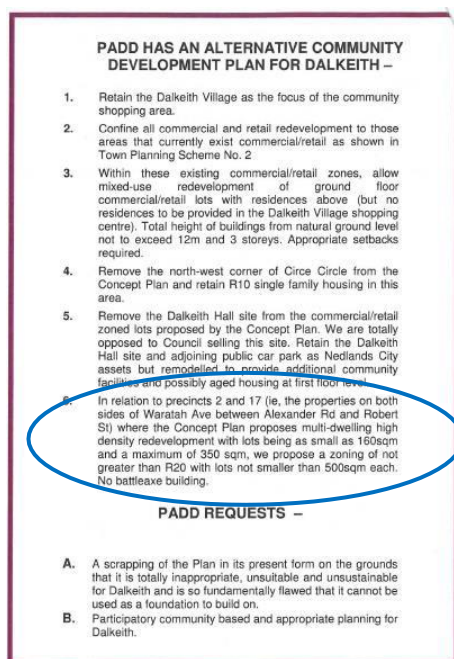 PADD HAS AN ALTERNATIVE COMMUNITY
DEVELOPMENT PLAN FOR DALKEITH –
1. Retain the Dalkeith Village as the focus of the community
shopping area.
2. Confine all commercial and retail redevelopment to those
areas that currently exist commercial/retail as shown in
Town Planning Scheme No. 2
3. Within these existing commercial/retail zones, allow
mixed-use redevelopment of ground floor
commercial/retail lots with residences above (but no
residences to be provided in the Dalkeith Village shopping
centre). Total height of buildings from natural ground level
not to exceed 12m and 3 storeys. Appropriate setbacks
required.
4. Remove the north-west corner of Circe Circle from the
Concept Plan and retain R10 single family housing in this
area.
5. Remove the Dalkeith Hall site from the commercial/retail
zoned lots proposed by the Concept Plan. We are totally
opposed to Council selling this site. Retain the Dalkeith
Hall site and adjoining public car park as Nedlands City
assets but remodelled to provide additional community
facilities and possibly aged housing at first floor level.
6. In relation to precincts 2 and 17 (ie, the properties on both
sides of Waratah Ave between Alexander Rd and Robert
St) where the Concept Plan proposes multi-dwelling high
density redevelopment with lots being as small as 160sqm
and a maximum of 350 sqm, we propose a zoning of not
greater than R20 with lots not smaller than 500sqm each.
No battleaxe building.
PADD REQUESTS –
A. A scrapping of the Plan in its present form on the grounds
that it is totally inappropriate, unsuitable and unsustainable
for Dalkeith and is so fundamentally flawed that it cannot be
used as a foundation to build on.
B. Participatory community based and appropriate planning for
Dalkeith.